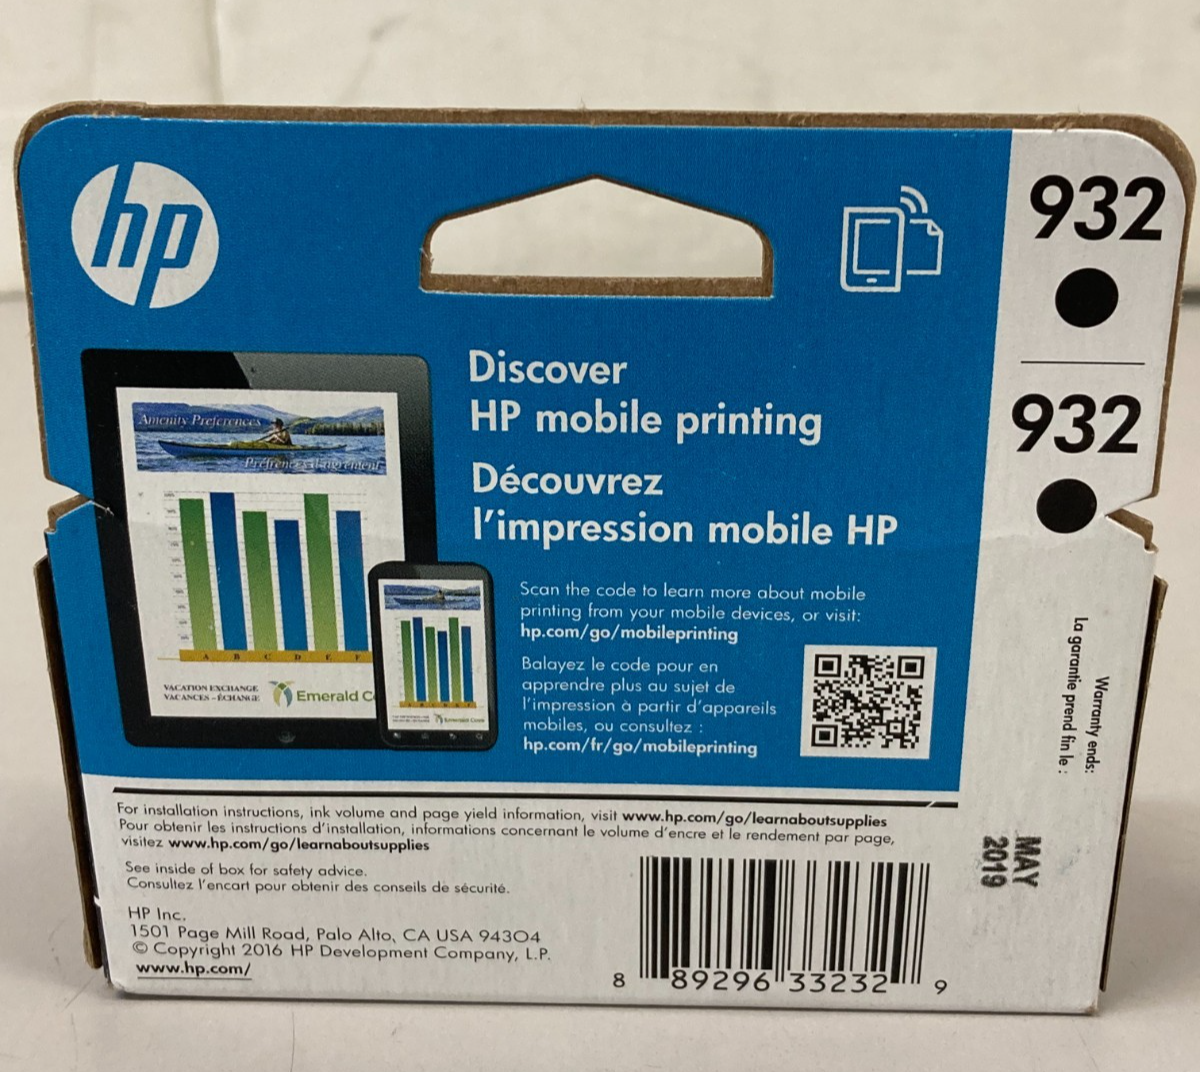 hp
932
932
Discover
HP mobile printing
Découvrez
l'impression mobile HP
Amenity Preferences
A B C D E F
VACATION EXCHANGE
VACANCES – ÉCHANGE
Emerald C
Scan the code to learn more about mobile
printing from your mobile devices, or visit:
hp.com/go/mobileprinting
Balayez le code pour en
apprendre plus au sujet de
l'impression à partir d'appareils
mobiles, ou consultez :
hp.com/fr/go/mobileprinting
Warranty ends:
la garantie prend fin le :
MAY
2019
For installation instructions, ink volume and page yield information, visit www.hp.com/go/learnaboutsupplies
Pour obtenir les instructions d'installation, informations concernant le volume d'encre et le rendement par page,
visitez www.hp.com/go/learnaboutsupplies
See inside of box for safety advice.
Consultez l'encart pour obtenir des conseils de sécurité.
HP Inc.
1501 Page Mill Road, Palo Alto, CA USA 94304
© Copyright 2016 HP Development Company, L.P.
www.hp.com/
8 89296 33232 9